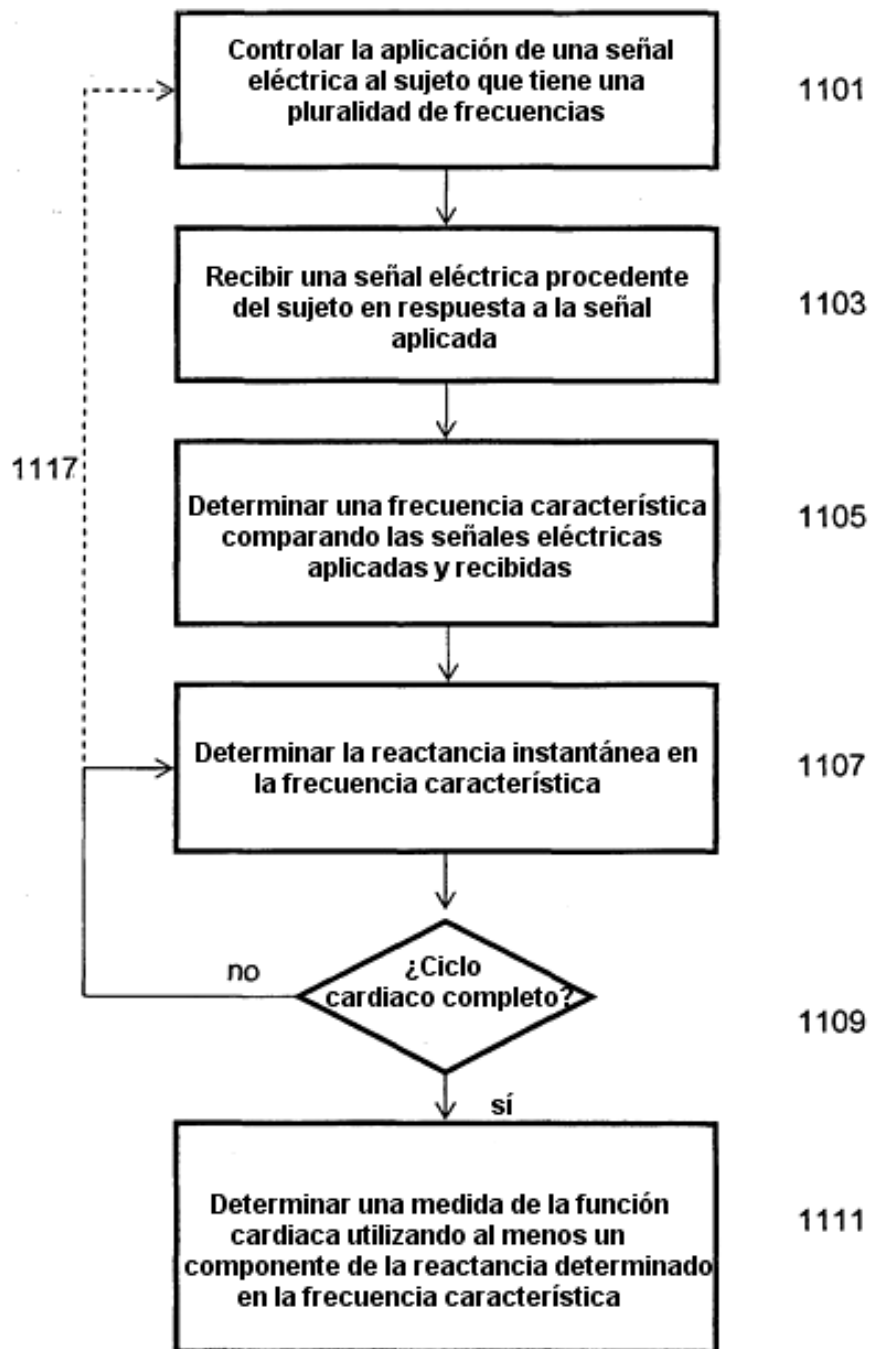 Controlar la aplicación de una señal
eléctrica al sujeto que tiene una
pluralidad de frecuencias
1101
Recibir una señal eléctrica procedente
del sujeto en respuesta a la señal
aplicada
1103
1117
Determinar una frecuencia característica
comparando las señales eléctricas
aplicadas y recibidas
1105
Determinar la reactancia instantánea en
la frecuencia característica
1107
no
¿Ciclo
cardiaco completo?
1109
sí
Determinar una medida de la función
cardiaca utilizando al menos un
componente de la reactancia determinado
en la frecuencia característica
1111